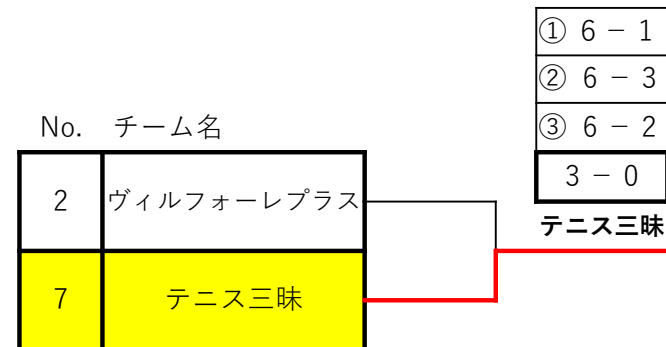 ① 6 − 1
② 6 − 3
③ 6 − 2
3 − 0
テニス三昧
No. チーム名
2 ヴィルフォーレプラス
7 テニス三昧